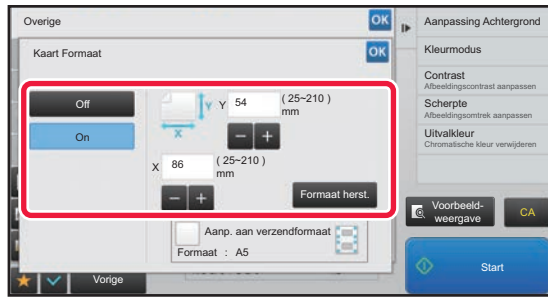 Overige
OK
Kaart Formaat
OK
Off
On
Y
X
Y 54 ( 25~210 )
mm
X 86 ( 25~210 )
mm
Formaat herst.
Aanp. aan verzendformaat
Formaat : A5
Vorige
Aanpassing Achtergrond
Kleurmodus
Contrast
Afbeeldingscontrast aanpassen
Scherpte
Afbeeldingsomtrek aanpassen
Uitvalkleur
Chromatische kleur verwijderen
Voorbeeld-
weergave
CA
Start